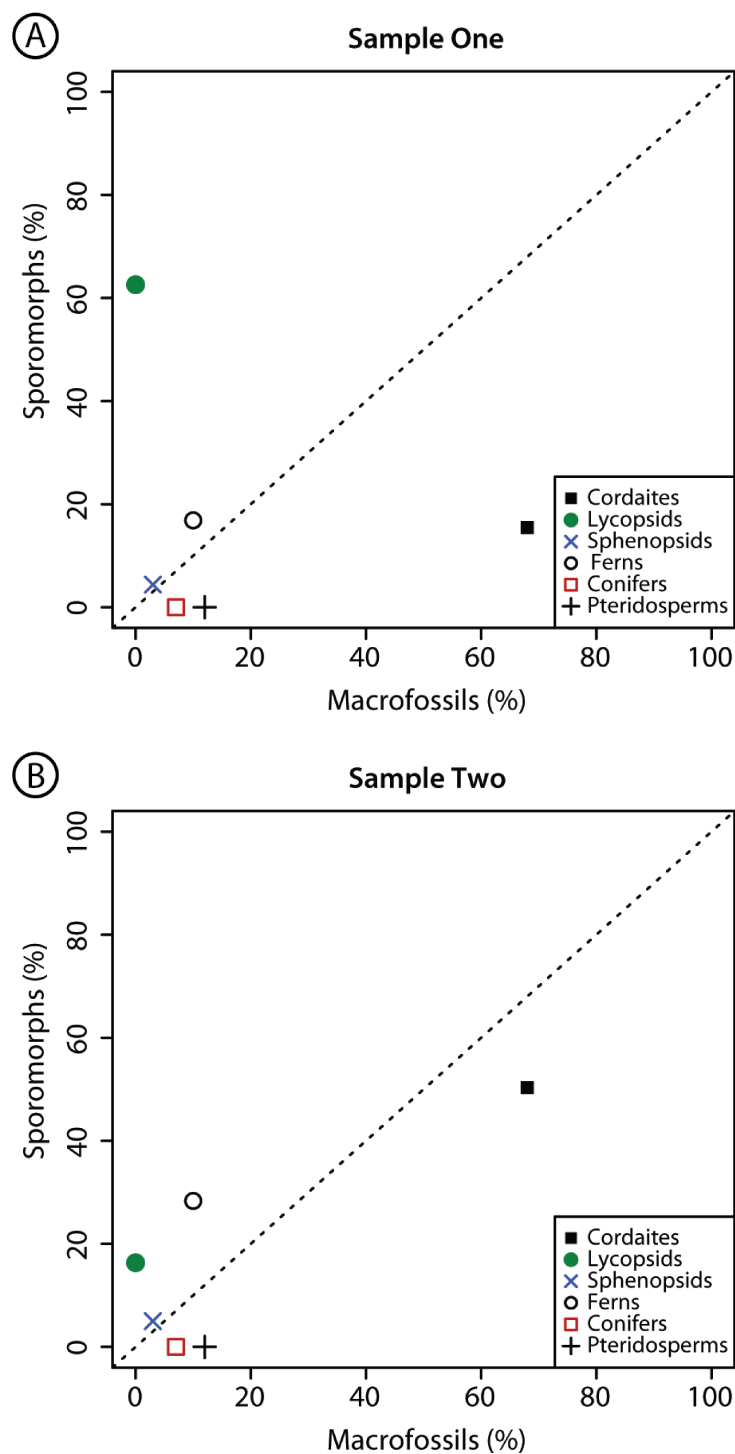 A
Sample One
Sporomorphs (%)
100
80
60
40
20
0
Cordaites
Lycopsids
Sphenopsids
Ferns
Conifers
Pteridosperms
0 20 40 60 80 100
Macrofossils (%)
B
Sample Two
Sporomorphs (%)
100
80
60
40
20
0
Cordaites
Lycopsids
Sphenopsids
Ferns
Conifers
Pteridosperms
0 20 40 60 80 100
Macrofossils (%)